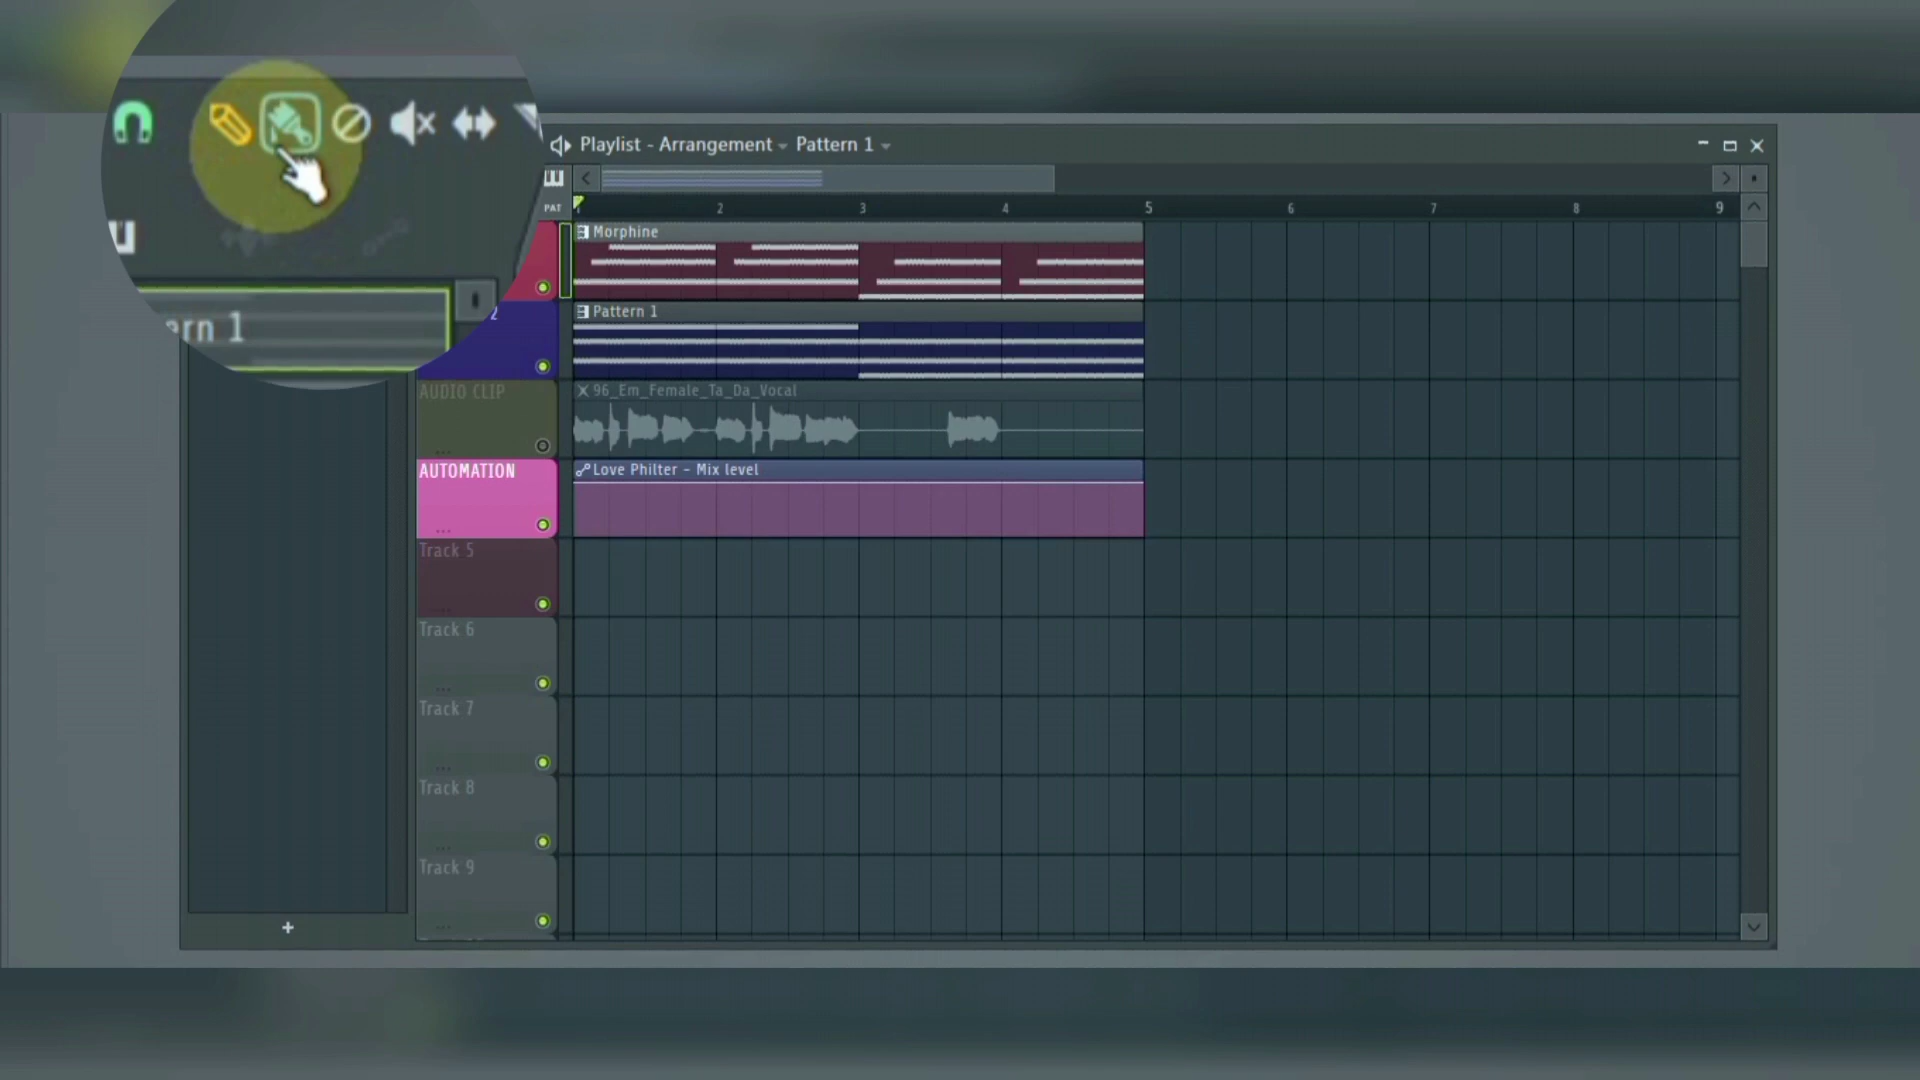 Playlist - Arrangement Pattern 1
PAT
1 2 3 4 5 6 7 8 9
Morphine
ern 1
2
Pattern 1
AUDIO CLIP
96_Em_Female_Ta_Da_Vocal
AUTOMATION
Love Philter - Mix level
Track 5
Track 6
Track 7
Track 8
Track 9
+